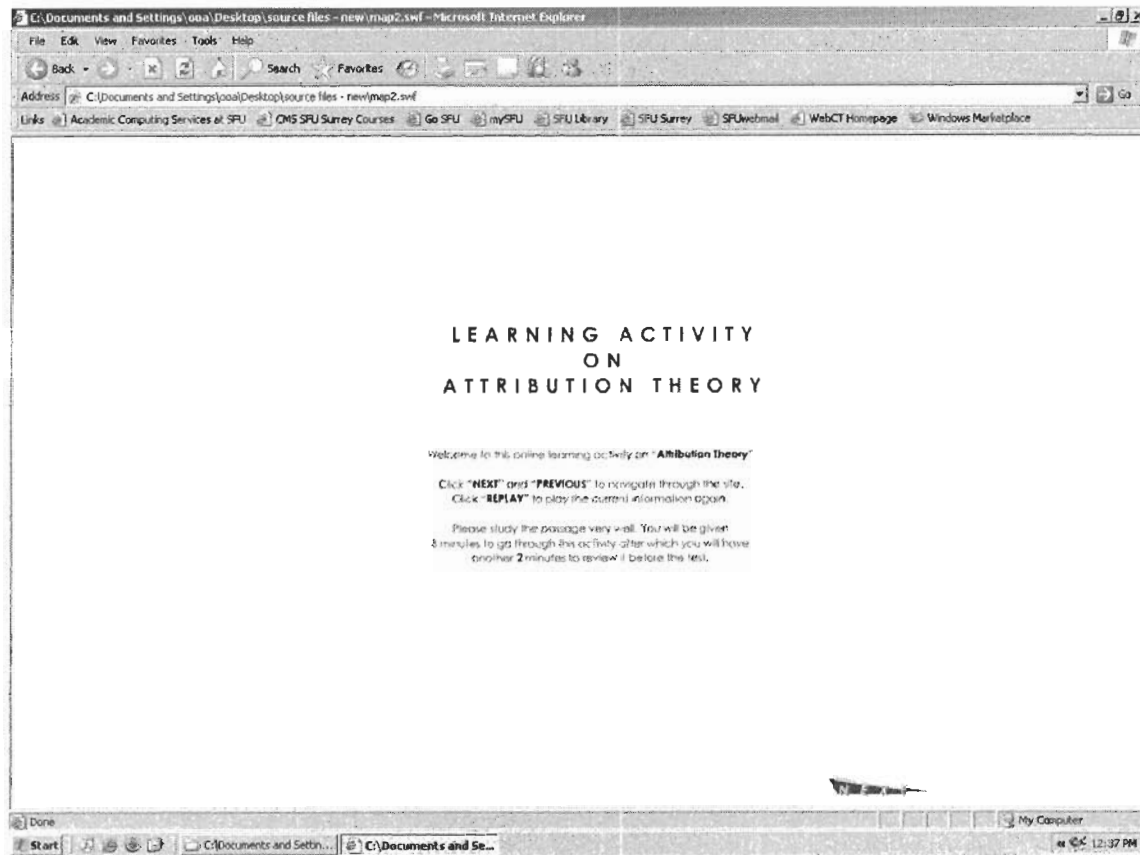 C:\Documents and Settings\ooa\Desktop\source files - new\map2.swf - Microsoft Internet Explorer
File Edit View Favorites Tools Help
Back Search Favorites
Address C:\Documents and Settings\ooa\Desktop\source files - new\map2.swf Go
Links Academic Computing Services at SFU CMS SFU Surrey Courses Go SFU mySFU SFU Library SFU Surrey SFUwebmail WebCT Homepage Windows Marketplace
LEARNING ACTIVITY
ON
ATTRIBUTION THEORY
Welcome to this online learning activity on "Attribution Theory"
Click "NEXT" and "PREVIOUS" to navigate through the site.
Click "REPLAY" to play the current information again.
Please study the passage very well. You will be given
minutes to go through this activity after which you will have
another 2 minutes to review it before the test.
NEXT
Done My Computer
Start C:\Documents and Settin... C:\Documents and Se... 12:37 PM